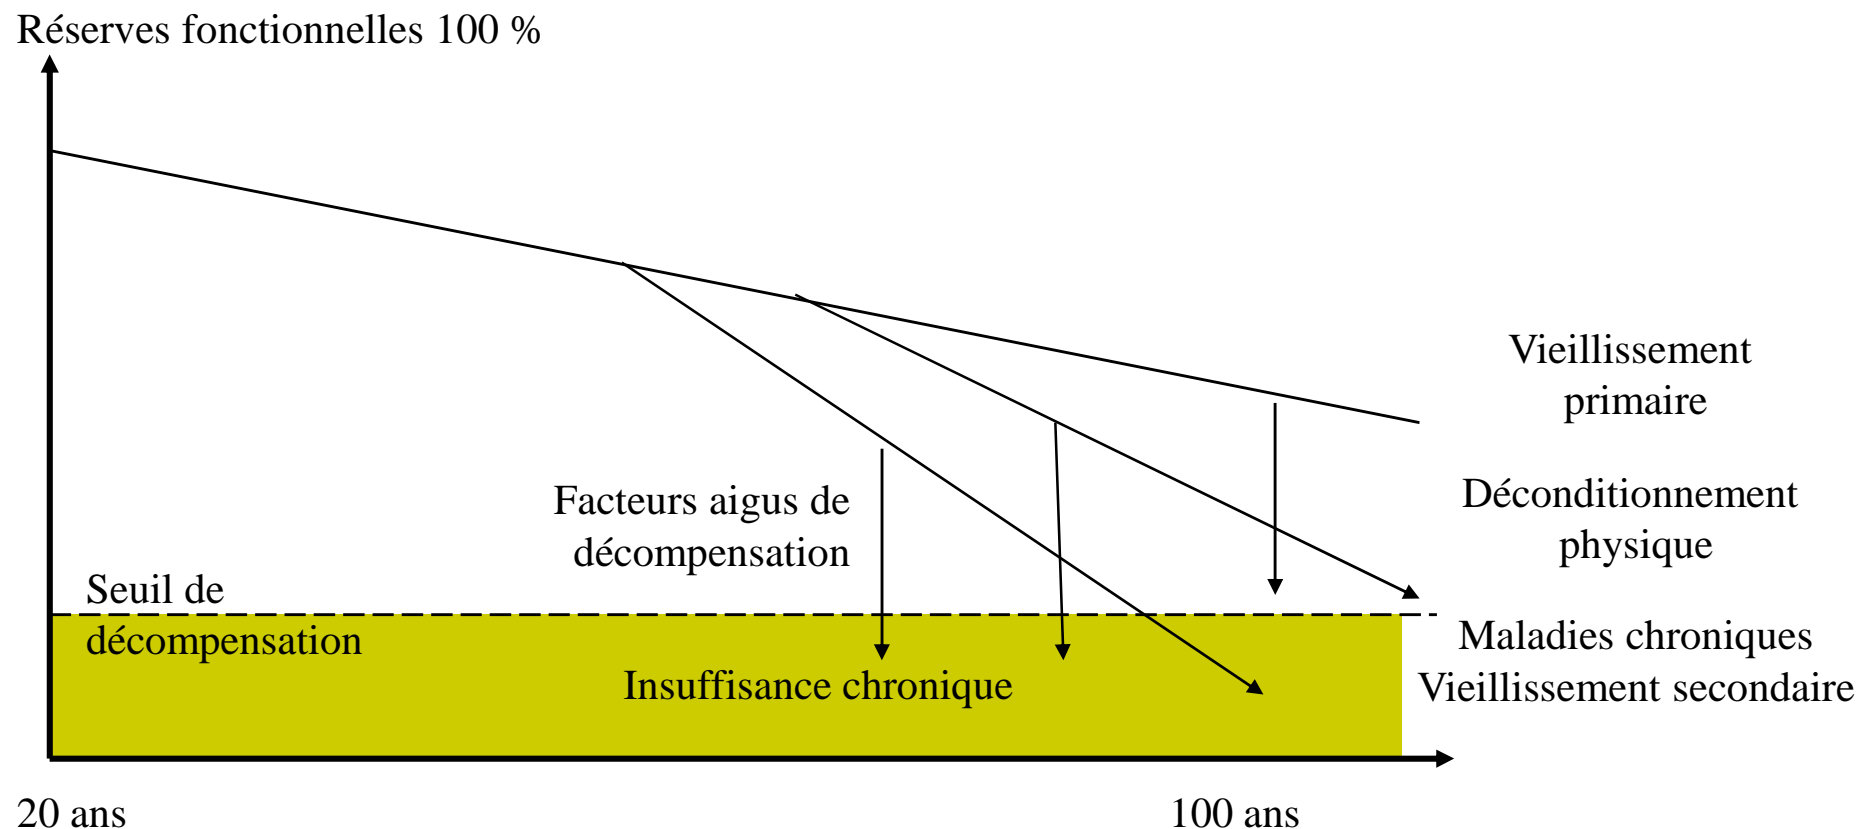 Réserves fonctionnelles 100 %
Vieillissement
primaire
Déconditionnement
physique
Facteurs aigus de
décompensation
Seuil de
décompensation
Maladies chroniques
Vieillissement secondaire
Insuffisance chronique
20 ans
100 ans